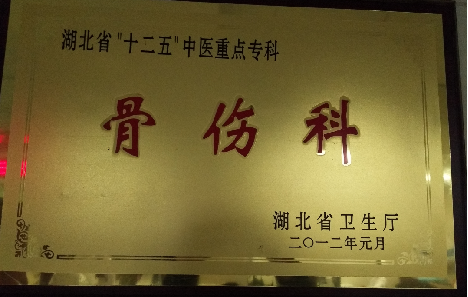 湖北省“十二五”中医重点专科
骨伤科
湖北省卫生厅
二〇一二年元月